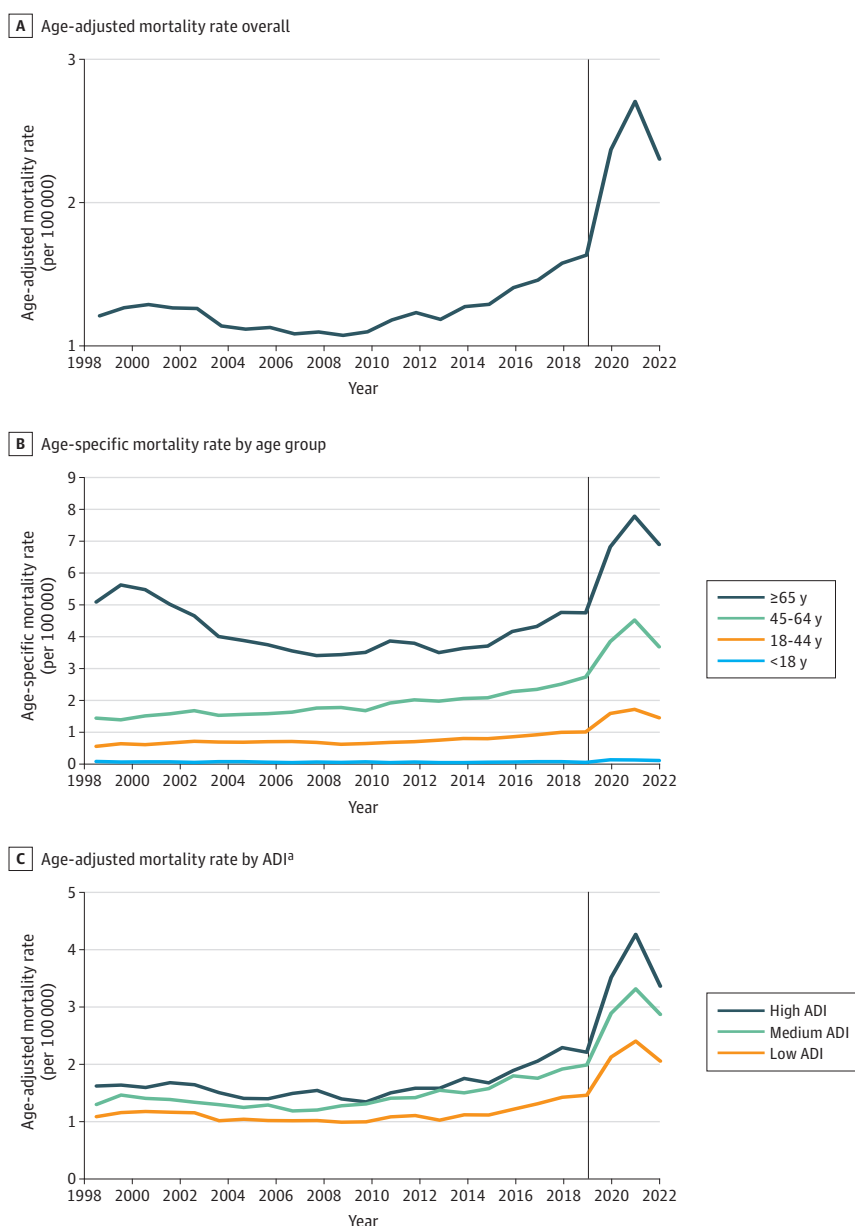 A Age-adjusted mortality rate overall
Age-adjusted mortality rate
(per 100 000)
3
2
1
1998 2000 2002 2004 2006 2008 2010 2012 2014 2016 2018 2020 2022
Year
B Age-specific mortality rate by age group
Age-specific mortality rate
(per 100 000)
9
8
7
6
5
4
3
2
1
0
1998 2000 2002 2004 2006 2008 2010 2012 2014 2016 2018 2020 2022
Year
≥65 y
45-64 y
18-44 y
<18 y
C Age-adjusted mortality rate by ADIa
Age-adjusted mortality rate
(per 100 000)
5
4
3
2
1
0
1998 2000 2002 2004 2006 2008 2010 2012 2014 2016 2018 2020 2022
Year
High ADI
Medium ADI
Low ADI